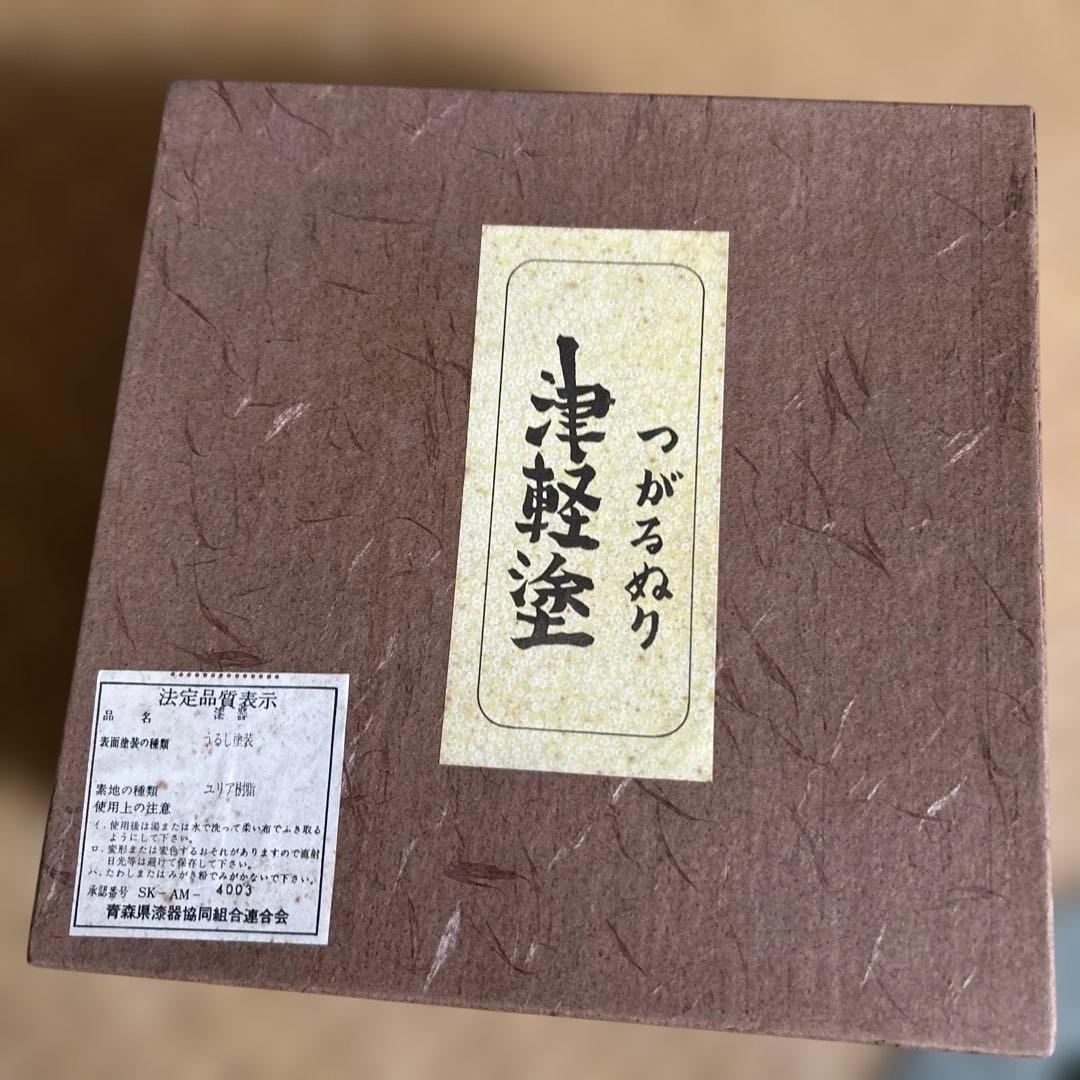 津軽塗
つがるぬり
法定品質表示
品名 漆器
表面塗装の種類 うるし塗装
素地の種類 ユリア樹脂
使用上の注意
イ. 使用後は湯または水で洗って柔い布でふき取る
ようにして下さい。
ロ. 変形または変色するおそれがありますので直射
日光等は避けて保存して下さい。
ハ. たわしまたはみがき粉でみがかないで下さい。
承認番号 SK-AM-4003
青森県漆器協同組合連合会